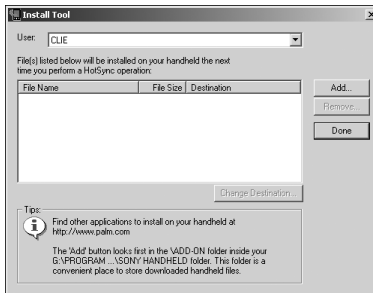 Install Tool
User: CLIE
File(s) listed below will be installed on your handheld the next
time you perform a HotSync operation:
File Name File Size Destination
Add...
Remove...
Done
Change Destination...
Tips:
Find other applications to install on your handheld at
http://www.palm.com
The 'Add' button looks first in the \ADD-ON folder inside your
G:\PROGRAM ...\SONY HANDHELD folder. This folder is a
convenient place to store downloaded handheld files.